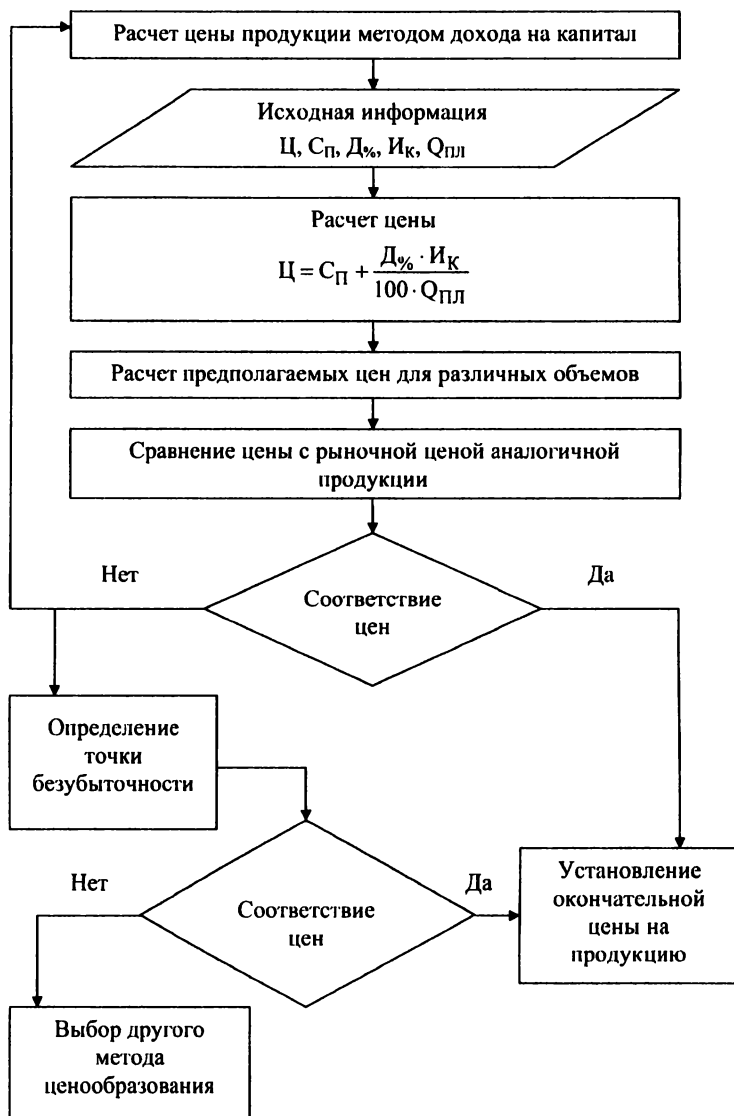 Расчет цены продукции методом дохода на капитал
Исходная информация
Ц, С_П, Д_%, И_К, Q_ПЛ
Расчет цены
Ц = С_П + (Д_% · И_К) / (100 · Q_ПЛ)
Расчет предполагаемых цен для различных объемов
Сравнение цены с рыночной ценой аналогичной
продукции
Нет
Да
Соответствие
цен
Определение
точки
безубыточности
Нет
Да
Соответствие
цен
Установление
окончательной
цены на
продукцию
Выбор другого
метода
ценообразования